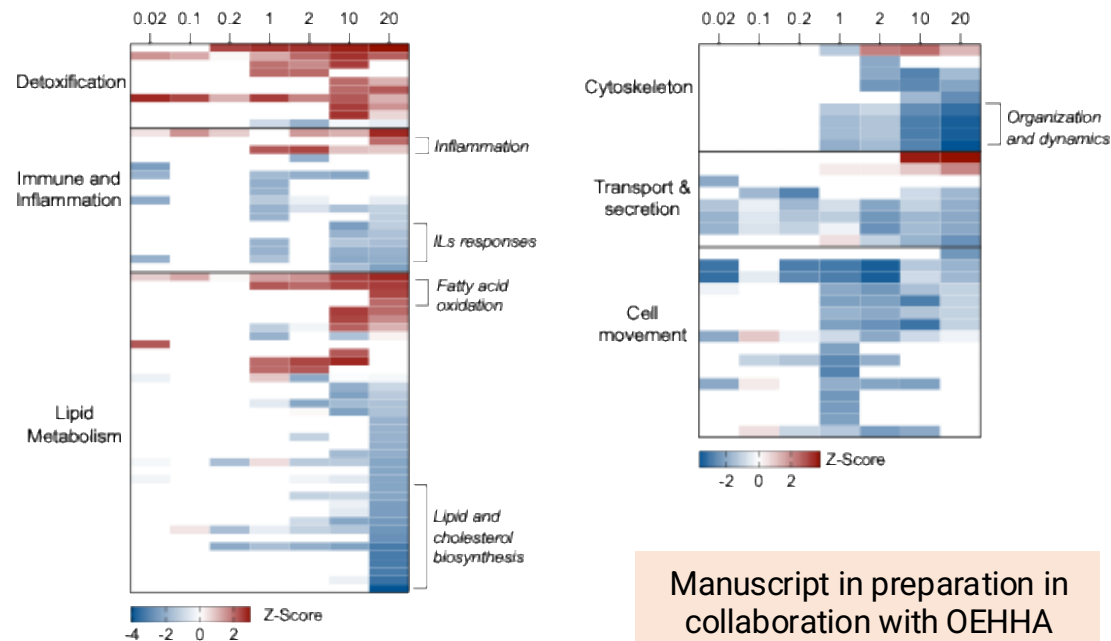 0.02 0.1 0.2 1 2 10 20
Detoxification
Immune and
Inflammation
Inflammation
ILs responses
Fatty acid
oxidation
Lipid
Metabolism
Lipid and
cholesterol
biosynthesis
Z-Score
-4 -2 0 2
0.02 0.1 0.2 1 2 10 20
Cytoskeleton
Organization
and dynamics
Transport &
secretion
Cell
movement
Z-Score
-2 0 2
Manuscript in preparation in
collaboration with OEHHA